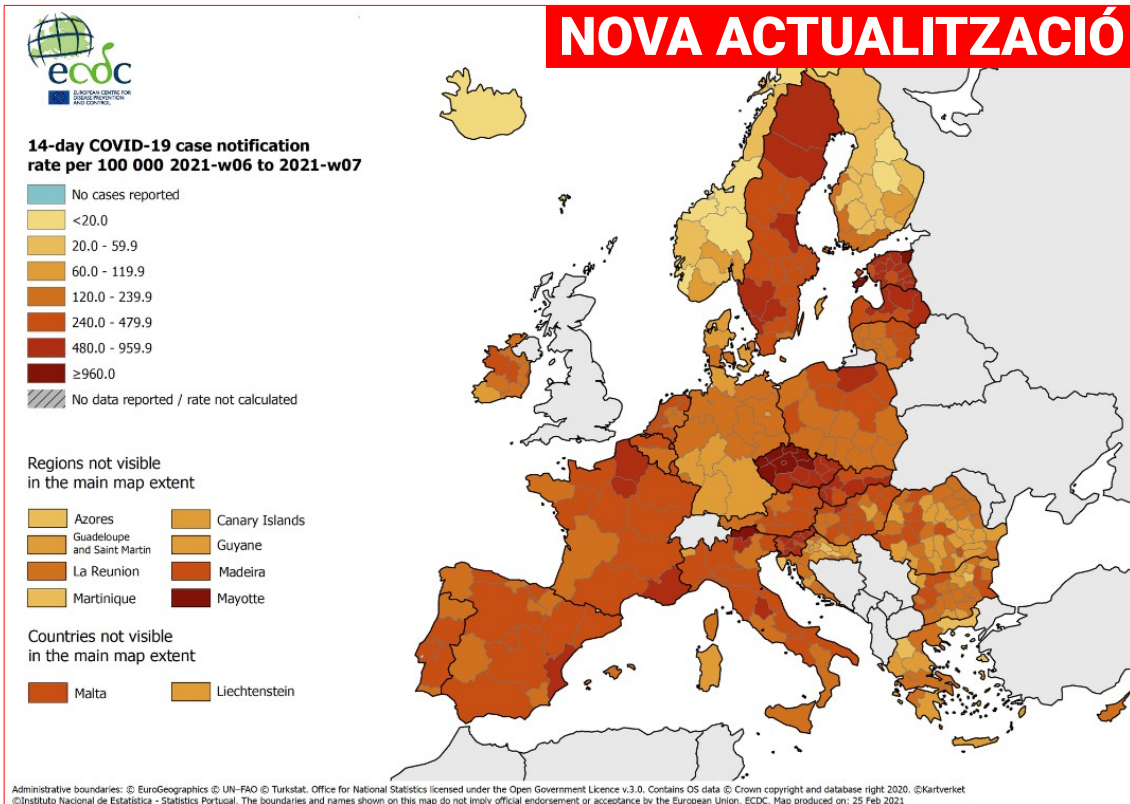 NOVA ACTUALITZACIÓ
ecdc
EUROPEAN CENTRE FOR
DISEASE PREVENTION
AND CONTROL
14-day COVID-19 case notification
rate per 100 000 2021-w06 to 2021-w07
No cases reported
<20.0
20.0 - 59.9
60.0 - 119.9
120.0 - 239.9
240.0 - 479.9
480.0 - 959.9
≥960.0
No data reported / rate not calculated
Regions not visible
in the main map extent
Azores
Canary Islands
Guadeloupe
and Saint Martin
Guyane
La Reunion
Madeira
Martinique
Mayotte
Countries not visible
in the main map extent
Malta
Liechtenstein
Administrative boundaries: © EuroGeographics © UN–FAO © Turkstat. Office for National Statistics licensed under the Open Government Licence v.3.0. Contains OS data © Crown copyright and database right 2020. ©Kartverket
©Instituto Nacional de Estatística - Statistics Portugal. The boundaries and names shown on this map do not imply official endorsement or acceptance by the European Union. ECDC. Map produced on: 25 Feb 2021